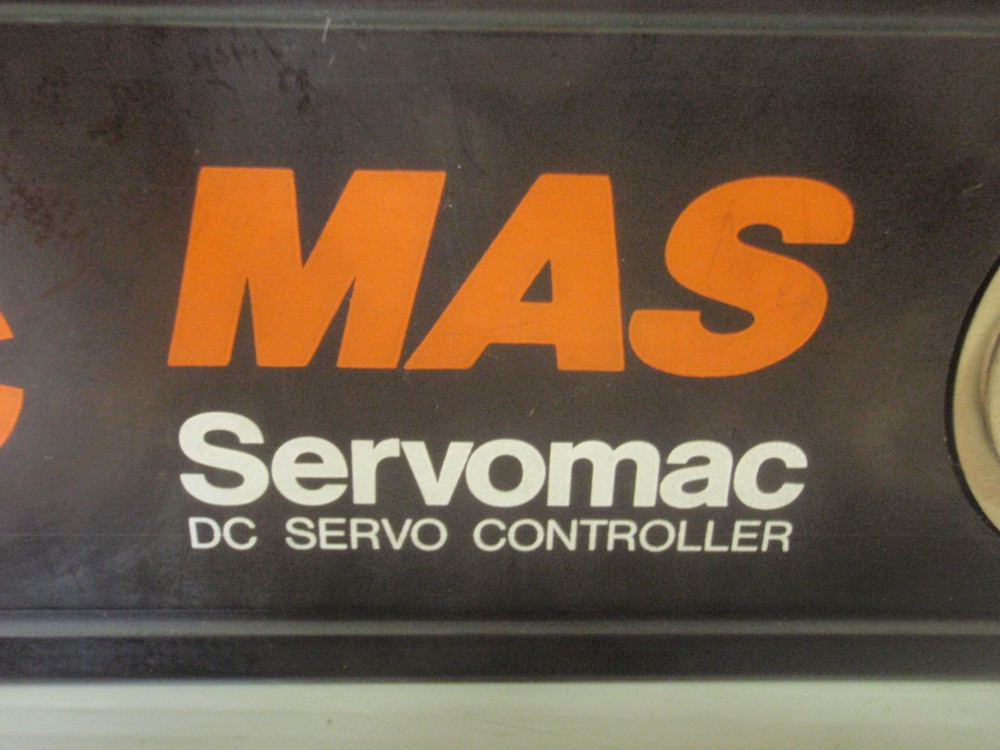 MAS
Servomac
DC SERVO CONTROLLER